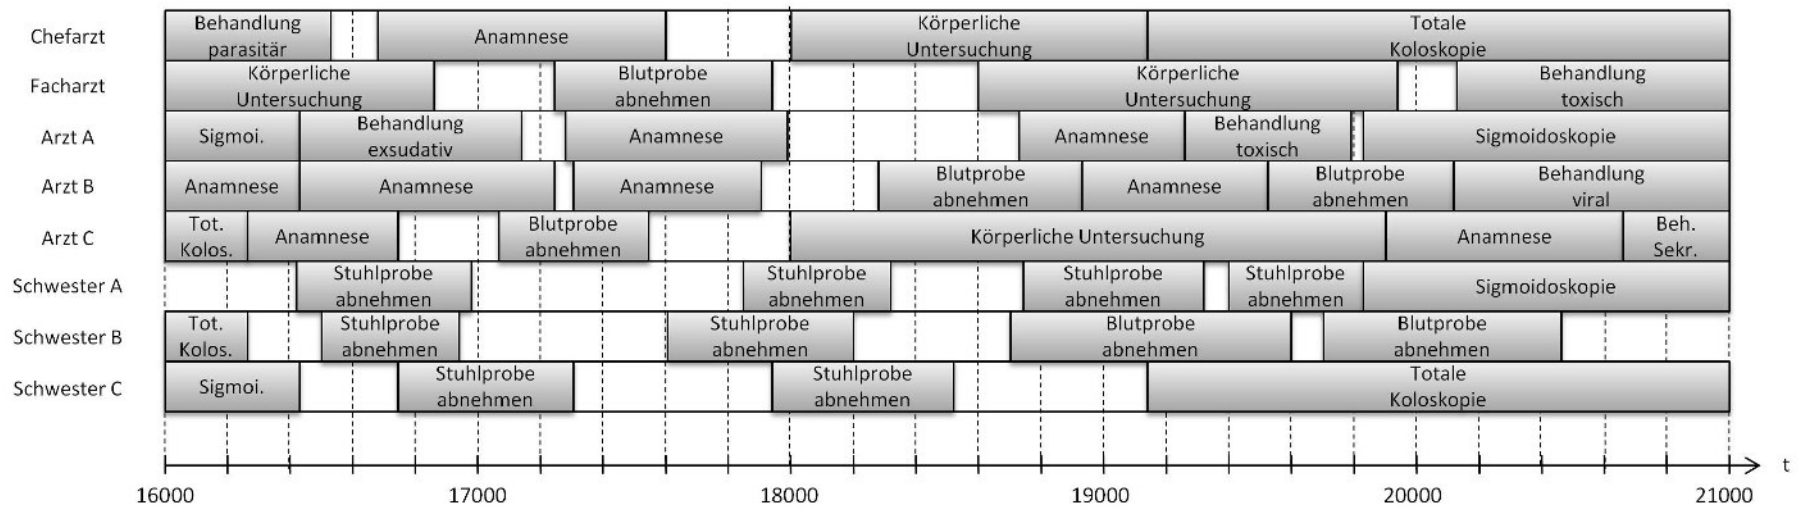 Chefarzt
Behandlung
parasitär
Anamnese
Körperliche
Untersuchung
Totale
Koloskopie
Facharzt
Körperliche
Untersuchung
Blutprobe
abnehmen
Körperliche
Untersuchung
Behandlung
toxisch
Arzt A
Sigmoi.
Behandlung
exsudativ
Anamnese
Anamnese
Behandlung
toxisch
Sigmoidoskopie
Arzt B
Anamnese
Anamnese
Anamnese
Blutprobe
abnehmen
Anamnese
Blutprobe
abnehmen
Behandlung
viral
Arzt C
Tot.
Kolos.
Anamnese
Blutprobe
abnehmen
Körperliche Untersuchung
Anamnese
Beh.
Sekr.
Schwester A
Stuhlprobe
abnehmen
Stuhlprobe
abnehmen
Stuhlprobe
abnehmen
Stuhlprobe
abnehmen
Sigmoidoskopie
Schwester B
Tot.
Kolos.
Stuhlprobe
abnehmen
Stuhlprobe
abnehmen
Blutprobe
abnehmen
Blutprobe
abnehmen
Schwester C
Sigmoi.
Stuhlprobe
abnehmen
Stuhlprobe
abnehmen
Totale
Koloskopie
t
16000
17000
18000
19000
20000
21000